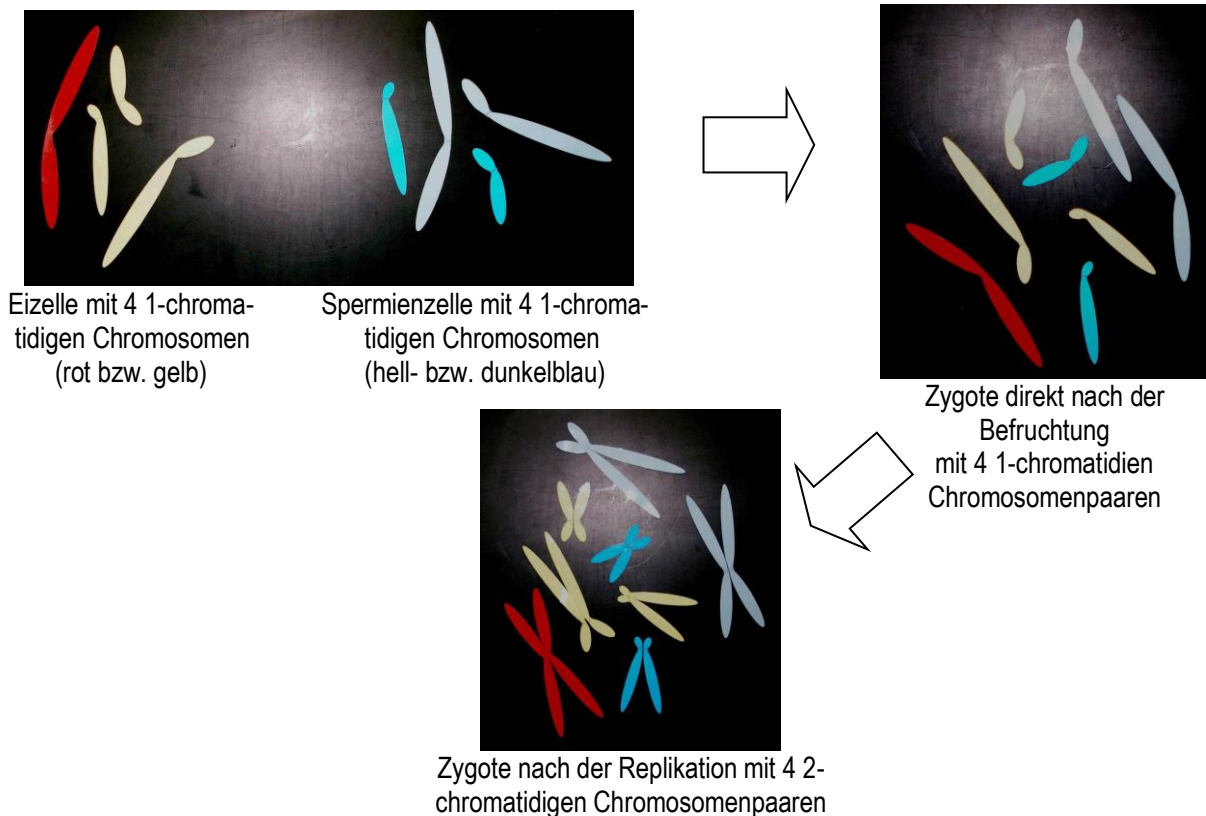 Eizelle mit 4 1-chroma-
tidigen Chromosomen
(rot bzw. gelb)
Spermienzelle mit 4 1-chroma-
tidigen Chromosomen
(hell- bzw. dunkelblau)
Zygote direkt nach der
Befruchtung
mit 4 1-chromatidien
Chromosomenpaaren
Zygote nach der Replikation mit 4 2-
chromatidigen Chromosomenpaaren